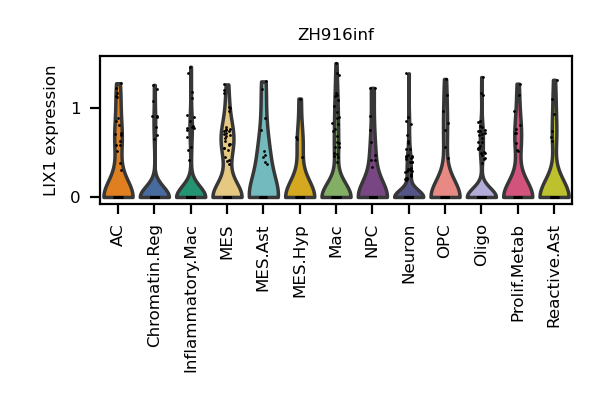 ZH916inf
LIX1 expression
1
0
AC
Chromatin.Reg
Inflammatory.Mac
MES
MES.Ast
MES.Hyp
Mac
NPC
Neuron
OPC
Oligo
Prolif.Metab
Reactive.Ast